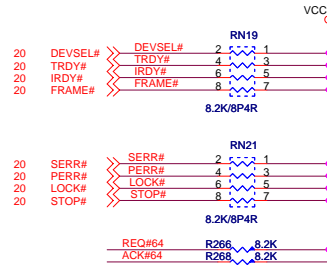 VCC
RN19
20 DEVSEL# DEVSEL# 2 1
20 TRDY# TRDY# 4 3
20 IRDY# IRDY# 6 5
20 FRAME# FRAME# 8 7
8.2K/8P4R
RN21
20 SERR# SERR# 2 1
20 PERR# PERR# 4 3
20 LOCK# LOCK# 6 5
20 STOP# STOP# 8 7
8.2K/8P4R
REQ#64 R266 8.2K
ACK#64 R268 8.2K